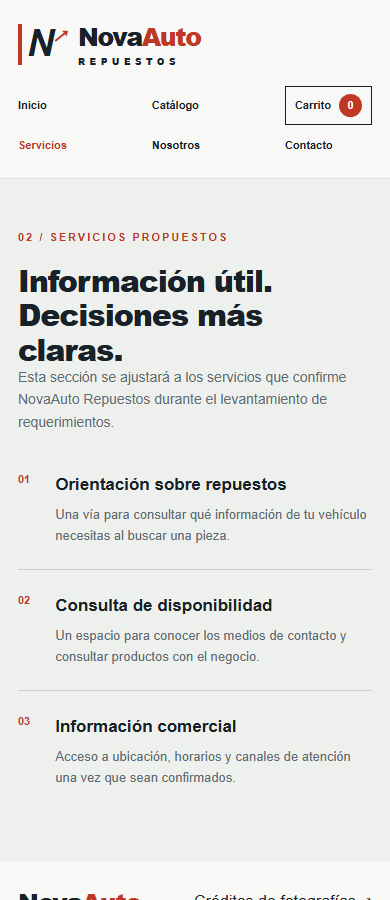 N NovaAuto
REPUESTOS
Inicio Catálogo Carrito 0
Servicios Nosotros Contacto
02 / SERVICIOS PROPUESTOS
Información útil.
Decisiones más
claras.
Esta sección se ajustará a los servicios que confirme
NovaAuto Repuestos durante el levantamiento de
requerimientos.
01 Orientación sobre repuestos
Una vía para consultar qué información de tu vehículo
necesitas al buscar una pieza.
02 Consulta de disponibilidad
Un espacio para conocer los medios de contacto y
consultar productos con el negocio.
03 Información comercial
Acceso a ubicación, horarios y canales de atención
una vez que sean confirmados.
NovaAuto Créditos de fotografías